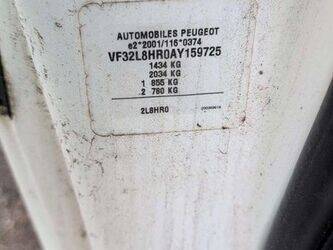 AUTOMOBILES PEUGEOT
e2*2001/116*0374
VF32L8HR0AY159725
1434 KG
2034 KG
1 855 KG
2 760 KG
2L8HR0